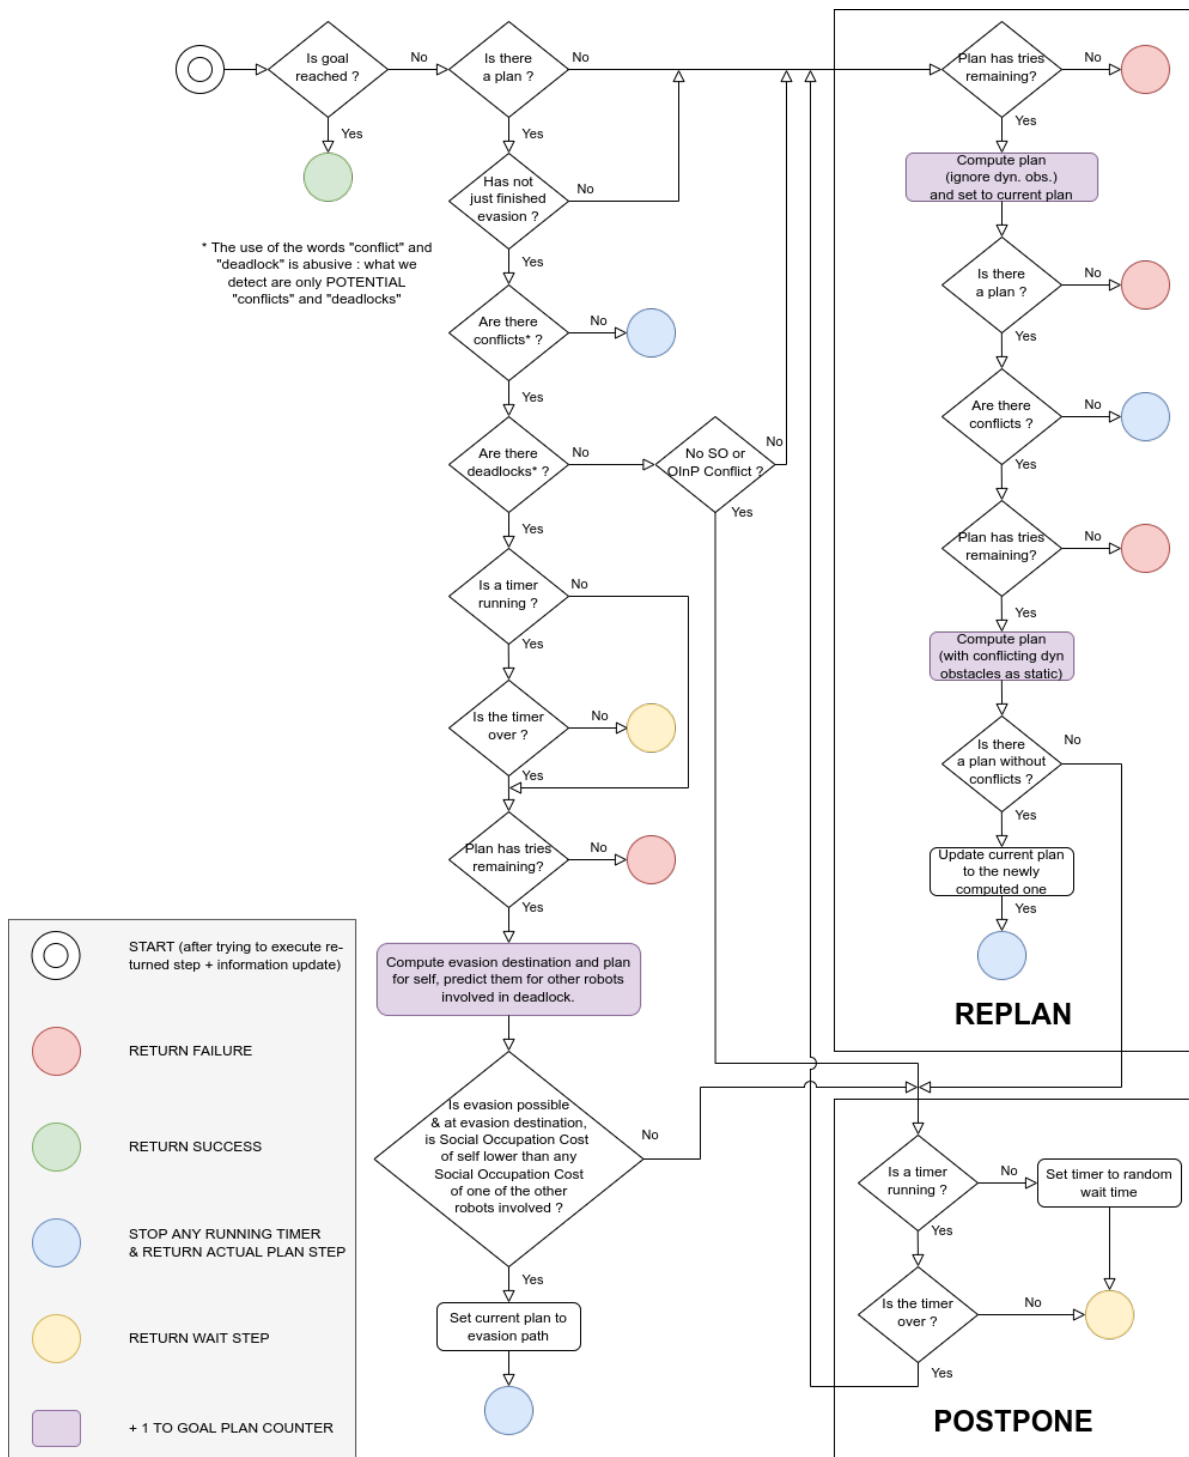 Is goal
reached ?
No
Yes
Is there
a plan ?
No
Yes
Has not
just finished
evasion ?
No
Yes
* The use of the words "conflict" and
"deadlock" is abusive : what we
detect are only POTENTIAL
"conflicts" and "deadlocks"
Are there
conflicts* ?
No
Yes
Are there
deadlocks* ?
No
Yes
No SO or
OInP Conflict ?
No
Yes
Is a timer
running ?
No
Yes
Is the timer
over ?
No
Yes
Plan has tries
remaining?
No
Yes
Compute evasion destination and plan
for self, predict them for other robots
involved in deadlock.
Is evasion possible
& at evasion destination,
is Social Occupation Cost
of self lower than any
Social Occupation Cost
of one of the other
robots involved ?
No
Yes
Set current plan to
evasion path
Plan has tries
remaining?
No
Yes
Compute plan
(ignore dyn. obs.)
and set to current plan
Is there
a plan ?
No
Yes
Are there
conflicts ?
No
Yes
Plan has tries
remaining?
No
Yes
Compute plan
(with conflicting dyn
obstacles as static)
Is there
a plan without
conflicts ?
No
Yes
Update current plan
to the newly
computed one
Yes
REPLAN
Is a timer
running ?
No
Yes
Set timer to random
wait time
Is the timer
over ?
No
Yes
POSTPONE
START (after trying to execute re-
turned step + information update)
RETURN FAILURE
RETURN SUCCESS
STOP ANY RUNNING TIMER
& RETURN ACTUAL PLAN STEP
RETURN WAIT STEP
+ 1 TO GOAL PLAN COUNTER